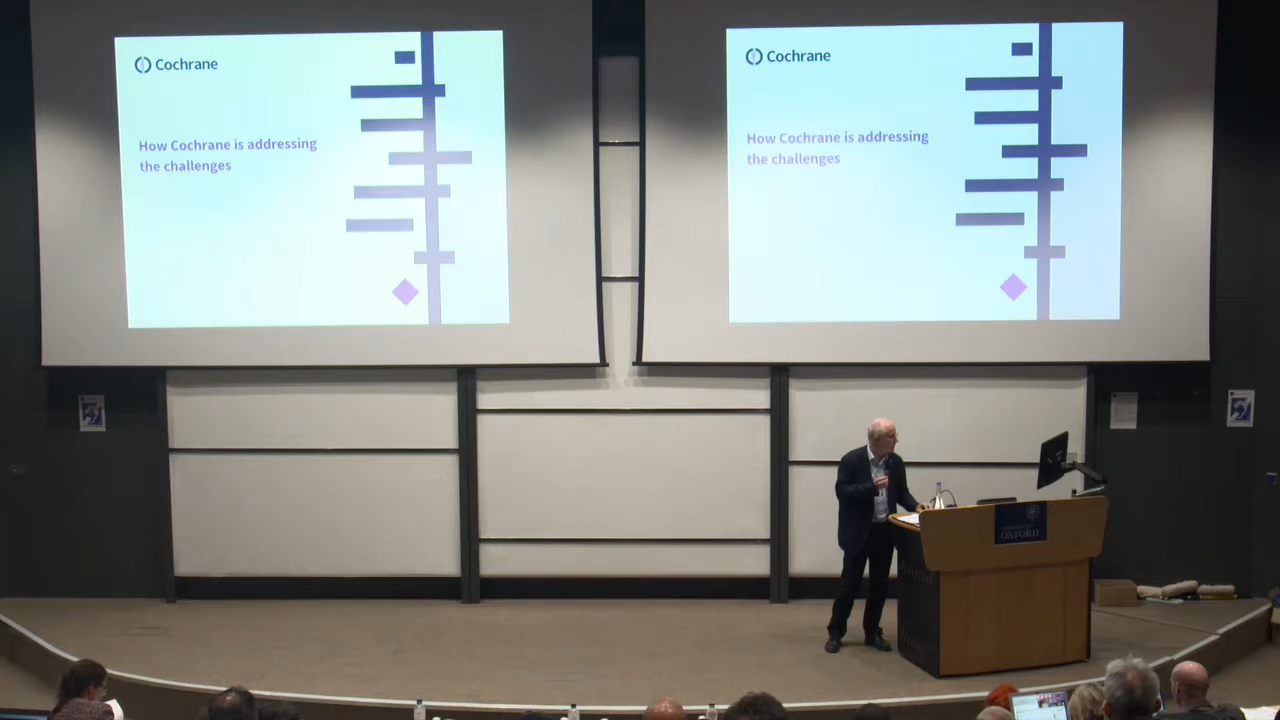 Cochrane
How Cochrane is addressing
the challenges
Cochrane
How Cochrane is addressing
the challenges
OXFORD